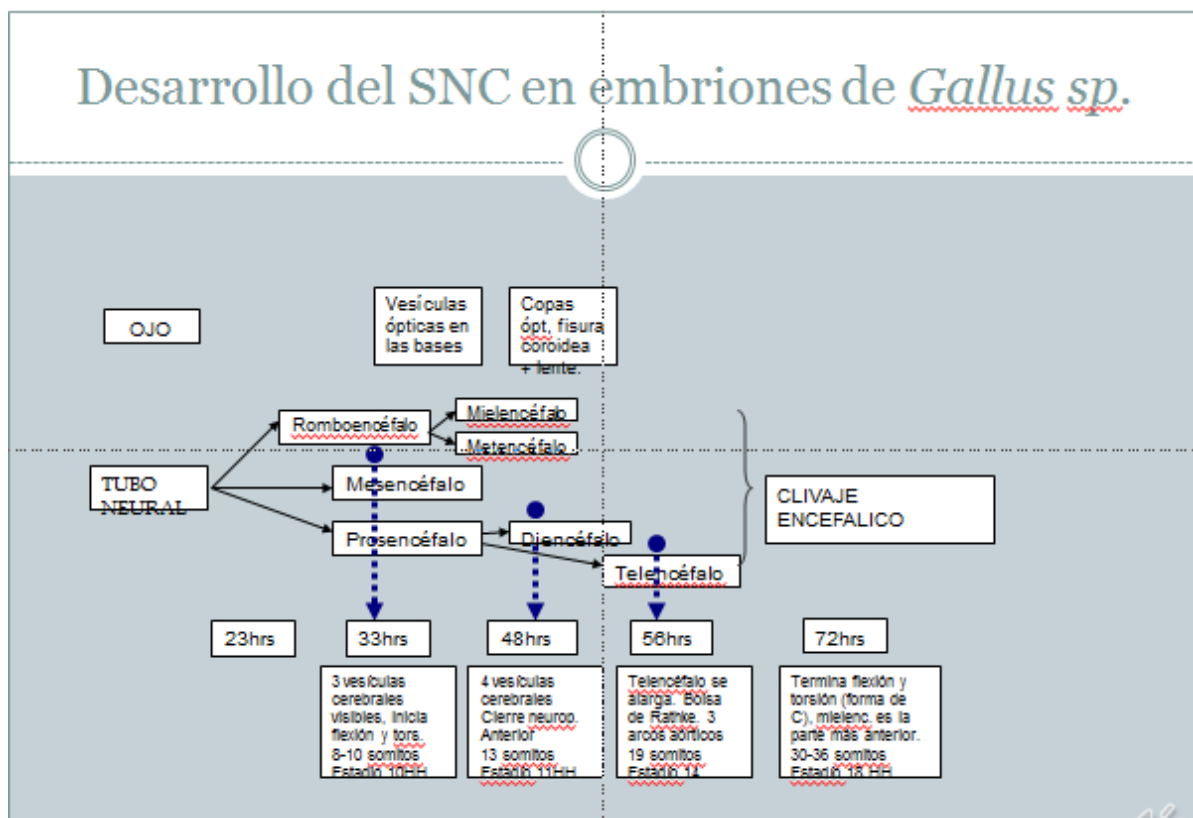 Desarrollo del SNC en embriones de Gallus sp.
OJO
Vesículas
ópticas en
las bases
Copas
ópt, fisura
coroidea
+ lente.
Romboencéfalo
Mielencéfalo
Metencéfalo
TUBO
NEURAL
Mesencéfalo
Prosencéfalo
Diencéfalo
Telencéfalo
CLIVAJE
ENCEFALICO
23hrs
33hrs
48hrs
56hrs
72hrs
3 vesículas
cerebrales
visibles, inicia
flexión y tors.
8-10 somitos
Estadio 10HH
4 vesículas
cerebrales
Cierre neurop.
Anterior
13 somitos
Estadio 11HH
Telencéfalo se
alarga. Bolsa
de Rathke. 3
arcos aórticos
19 somitos
Estadio 14
Termina flexión y
torsión (forma de
C), mielenc. es la
parte más anterior.
30-36 somitos
Estadio 18 HH